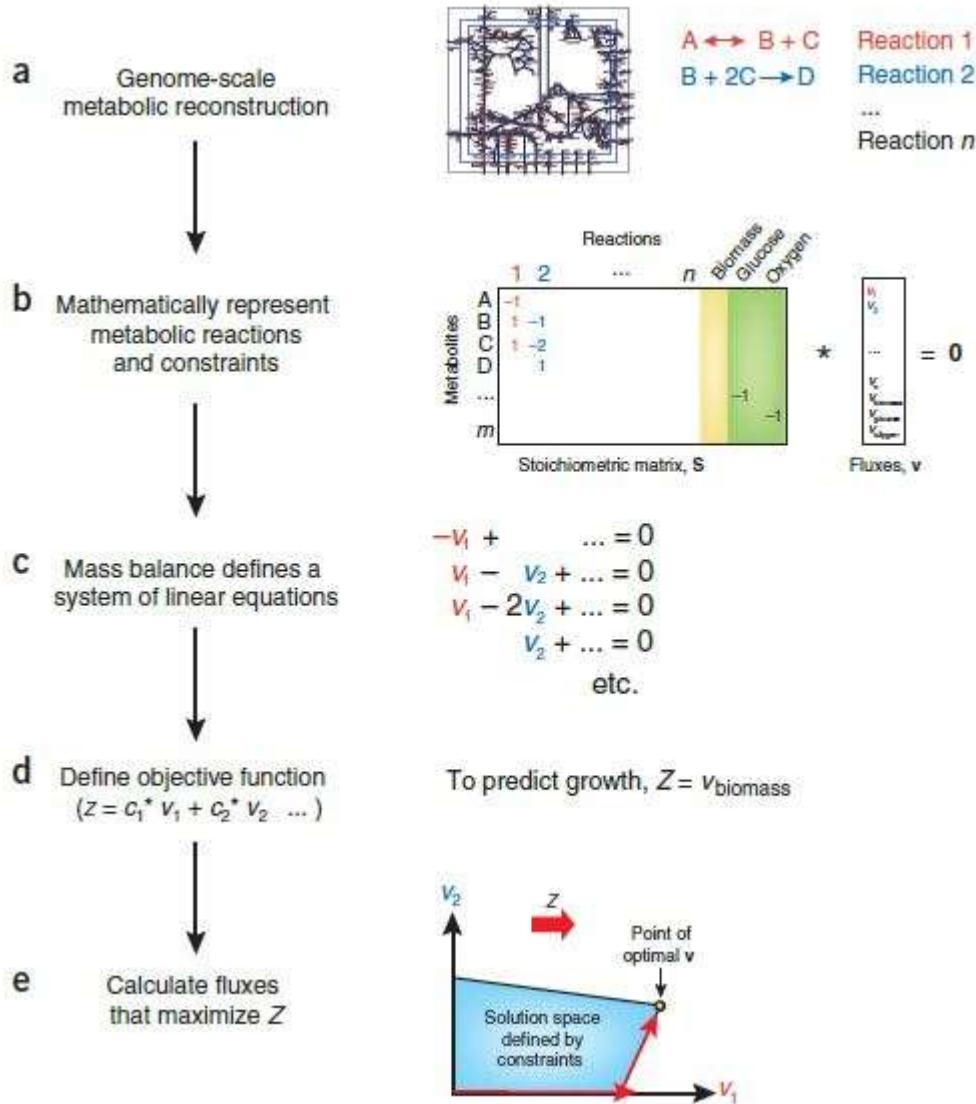 a
Genome-scale
metabolic reconstruction
A ↔ B + C Reaction 1
B + 2C → D Reaction 2
...
Reaction n
b
Mathematically represent
metabolic reactions
and constraints
Reactions
1 2 ... n Biomass Glucose Oxygen
Metabolites
A −1
B 1 −1
C 1 −2
D 1
... −1
−1
m
Stoichiometric matrix, S
*
v₁
v₂
...
= 0
Fluxes, v
c
Mass balance defines a
system of linear equations
−v₁ + ... = 0
v₁ − v₂ + ... = 0
v₁ − 2v₂ + ... = 0
v₂ + ... = 0
etc.
d
Define objective function
(z = c₁* v₁ + c₂* v₂ ... )
To predict growth, Z = v_biomass
e
Calculate fluxes
that maximize Z
v₂
Z
Point of
optimal v
Solution space
defined by
constraints
v₁